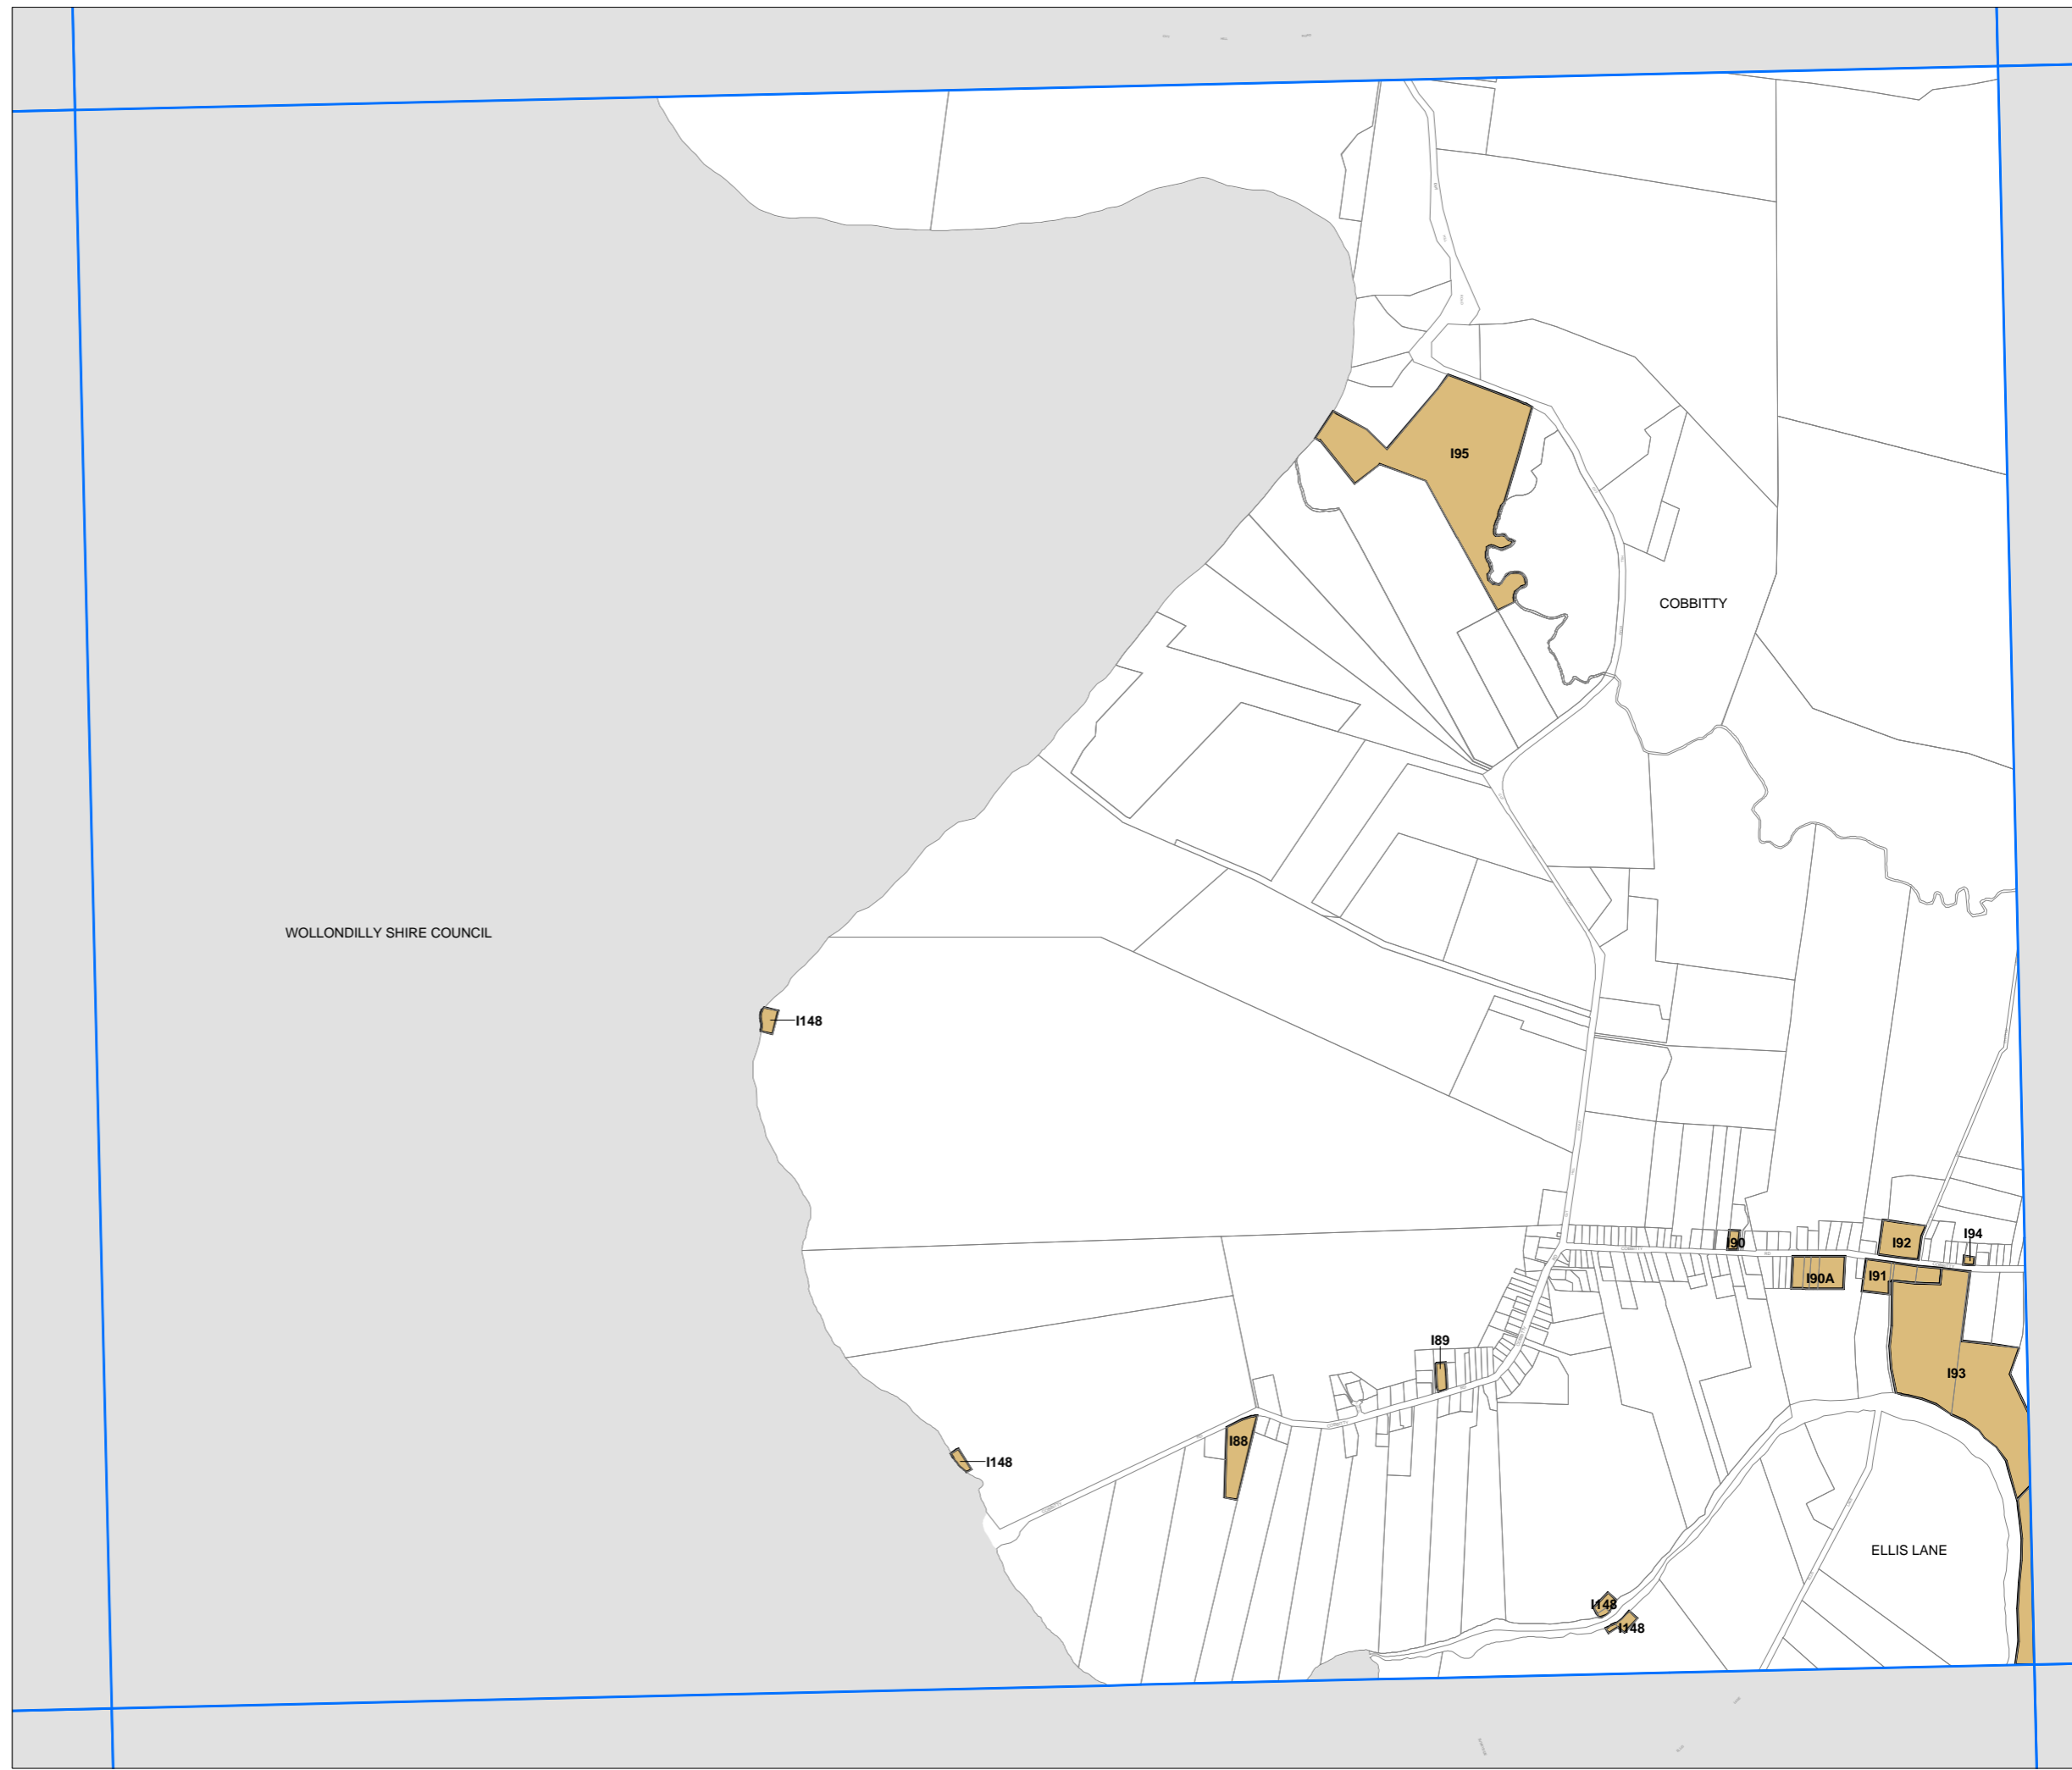 I95
COBBITTY
WOLLONDILLY SHIRE COUNCIL
I148
I94
I90
I92
I90A
I91
I89
I93
I88
I148
ELLIS LANE
I148
I148